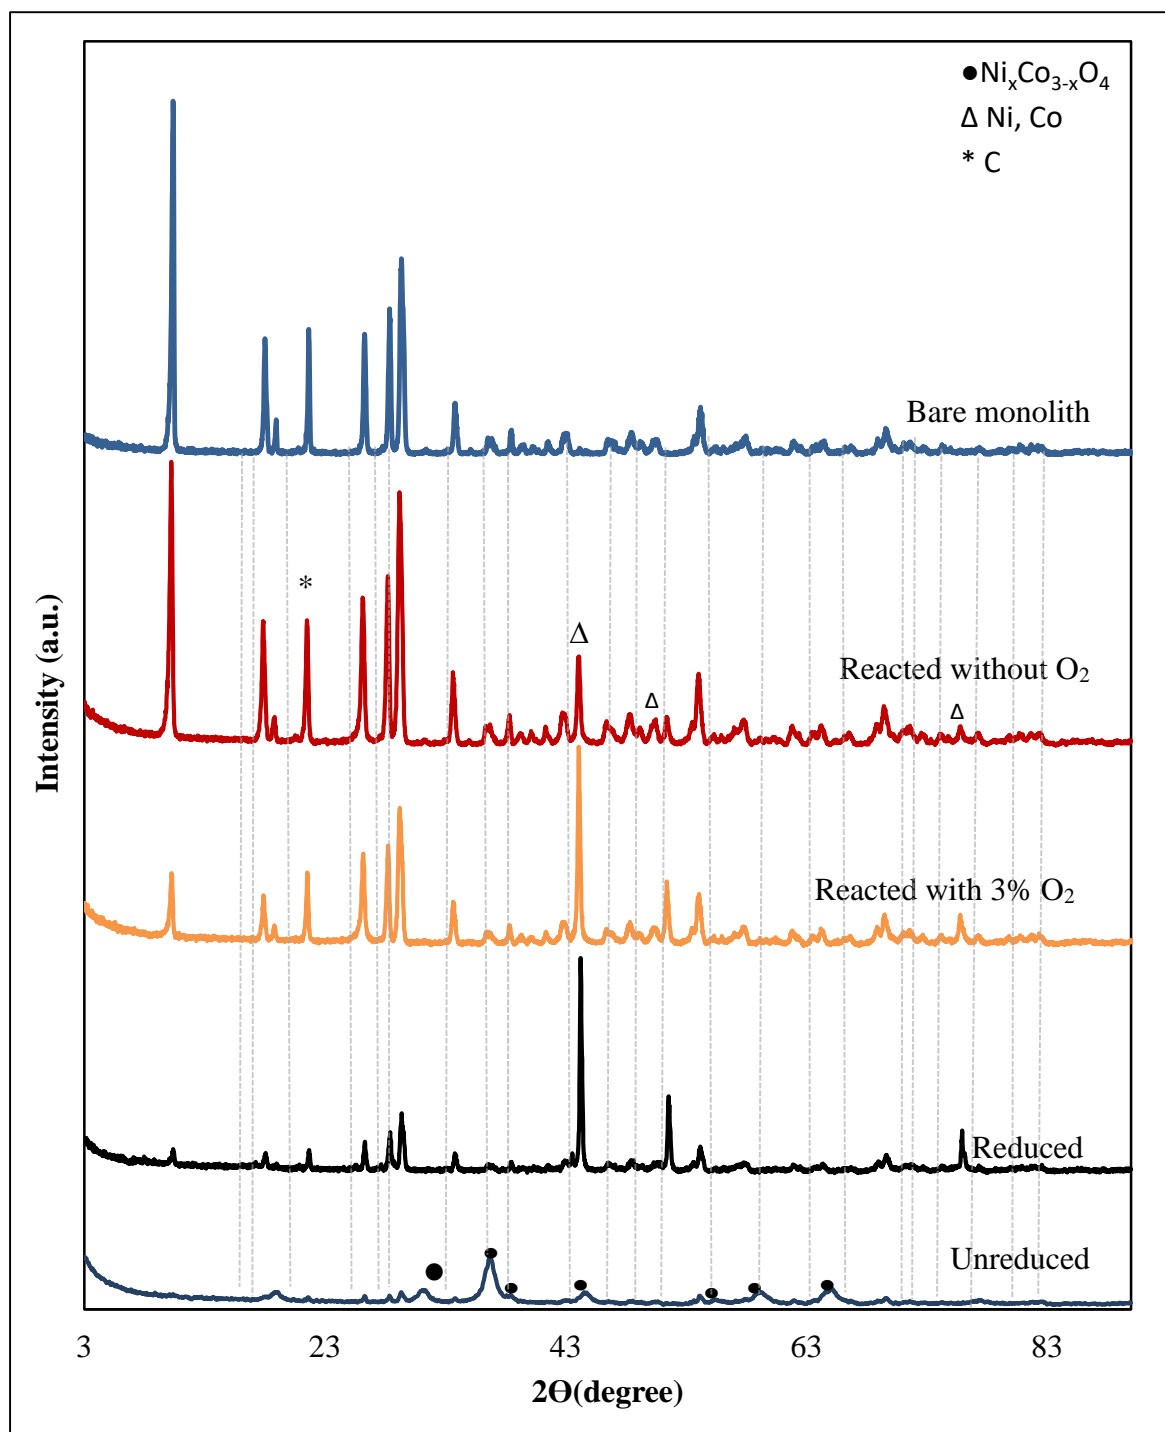 ●NiₓCo₃₋ₓO₄
Δ Ni, Co
* C
Bare monolith
*
Δ
Reacted without O₂
Δ
Δ
Intensity (a.u.)
Reacted with 3% O₂
Reduced
Unreduced
3 23 43 63 83
2ϴ(degree)